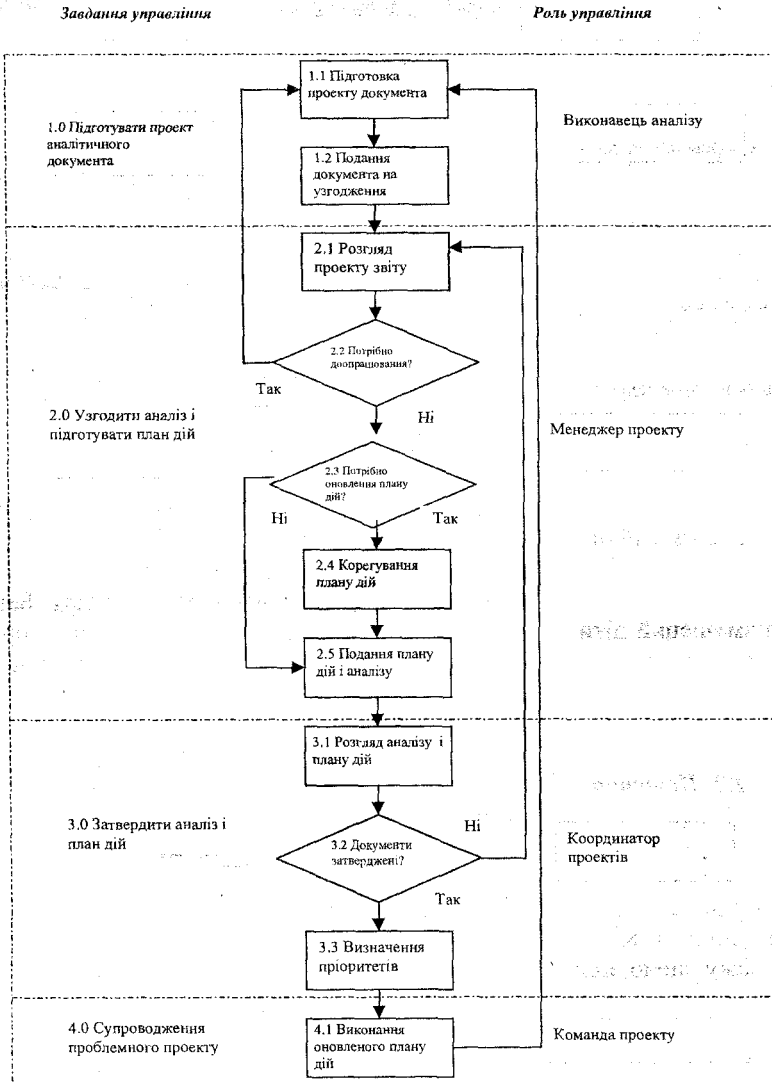 Завдання управління
Роль управління
1.1 Підготовка
проекту документа
1.0 Підготувати проект
аналітичного
документа
Виконавець аналізу
1.2 Подання
документа на
узгодження
2.1 Розгляд
проекту звіту
2.2 Потрібно
доопрацювання?
Так
Ні
2.0 Узгодити аналіз і
підготувати план дій
Менеджер проекту
2.3 Потрібно
оновлення плану
дій?
Ні
Так
2.4 Корегування
плану дій
2.5 Подання плану
дій і аналізу
3.1 Розгляд аналізу і
плану дій
3.0 Затвердити аналіз і
план дій
Ні
3.2 Документи
затверджені?
Координатор
проектів
Так
3.3 Визначення
пріоритетів
4.0 Супроводження
проблемного проекту
4.1 Виконання
оновленого плану
дій
Команда проекту